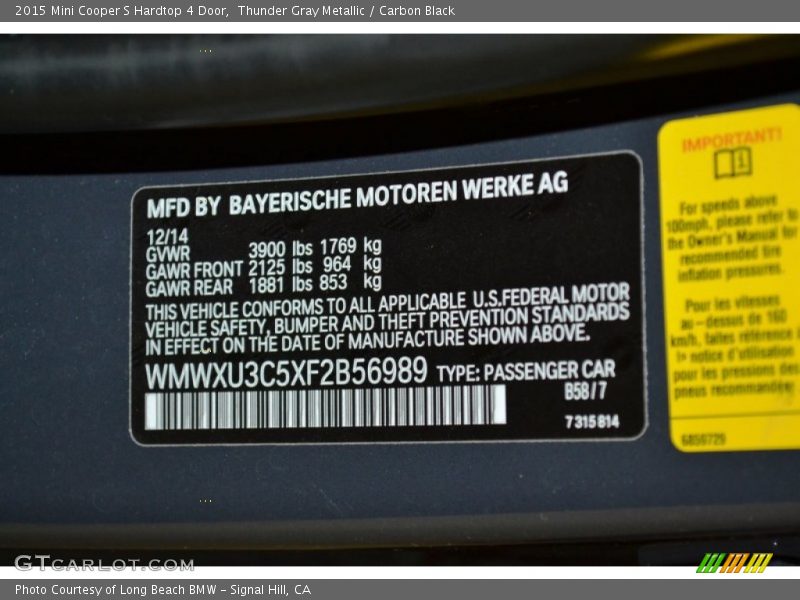 2015 Mini Cooper S Hardtop 4 Door,  Thunder Gray Metallic / Carbon Black
MFD BY BAYERISCHE MOTOREN WERKE AG
12/14
GVWR 3900 lbs 1769 kg
GAWR FRONT 2125 lbs 964 kg
GAWR REAR 1881 lbs 853 kg
THIS VEHICLE CONFORMS TO ALL APPLICABLE U.S.FEDERAL MOTOR
VEHICLE SAFETY, BUMPER AND THEFT PREVENTION STANDARDS
IN EFFECT ON THE DATE OF MANUFACTURE SHOWN ABOVE.
WMWXU3C5XF2B56989 TYPE: PASSENGER CAR
B58/7
7315814
IMPORTANT!
For speeds above
100mph, please refer to
the Owner's Manual for
recommended tire
inflation pressures.
Pour les vitesses
au-dessus de 160
km/h, faites référence à
la notice d'utilisation
pour les pressions des
pneus recommandées
6859729
GTCARLOT.COM
Photo Courtesy of Long Beach BMW - Signal Hill, CA